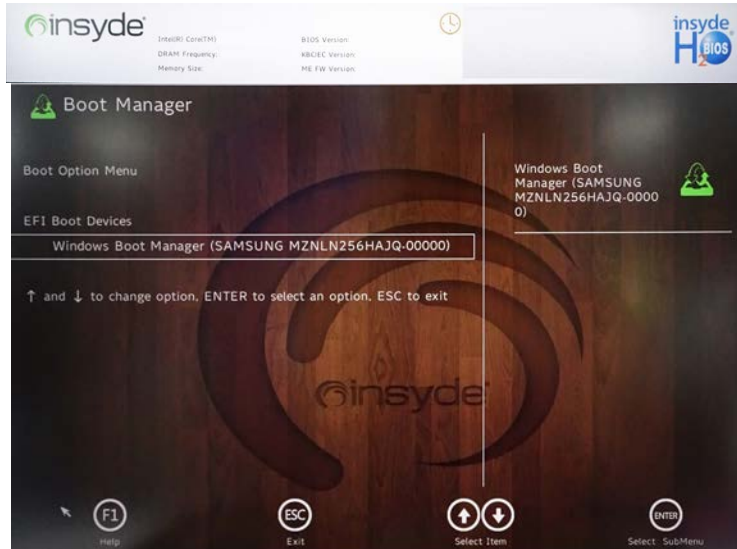 insyde
Intel(R) Core(TM)
DRAM Frequency:
Memory Size:
BIOS Version:
KBC/EC Version:
ME FW Version:
insyde
H2BIOS
Boot Manager
Boot Option Menu
EFI Boot Devices
Windows Boot Manager (SAMSUNG MZNLN256HAJQ-00000)
↑ and ↓ to change option, ENTER to select an option, ESC to exit
Windows Boot
Manager (SAMSUNG
MZNLN256HAJQ-0000
0)
insyde
F1
Help
ESC
Exit
Select Item
ENTER
Select SubMenu